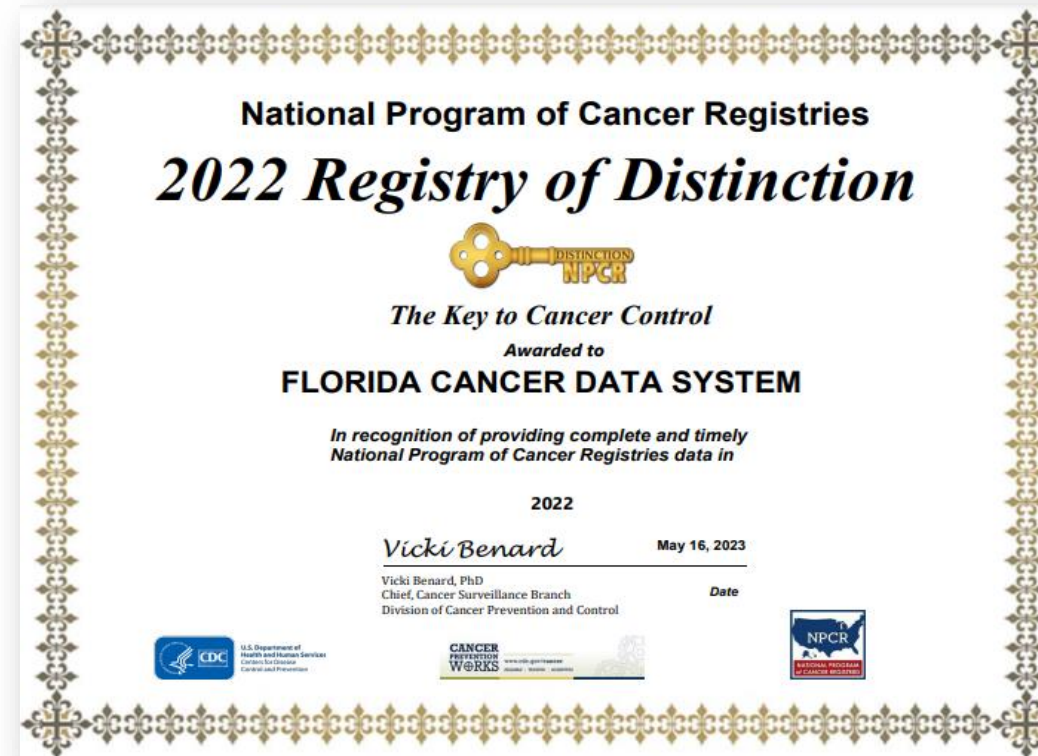 National Program of Cancer Registries
2022 Registry of Distinction
DISTINCTION
NPCR
The Key to Cancer Control
Awarded to
FLORIDA CANCER DATA SYSTEM
In recognition of providing complete and timely
National Program of Cancer Registries data in
2022
Vicki Benard
May 16, 2023
Vicki Benard, PhD
Chief, Cancer Surveillance Branch
Division of Cancer Prevention and Control
Date
CDC
U.S. Department of
Health and Human Services
Centers for Disease
Control and Prevention
CANCER
PREVENTION
WORKS
www.cdc.gov/cancer
NPCR
NATIONAL PROGRAM
of CANCER REGISTRIES